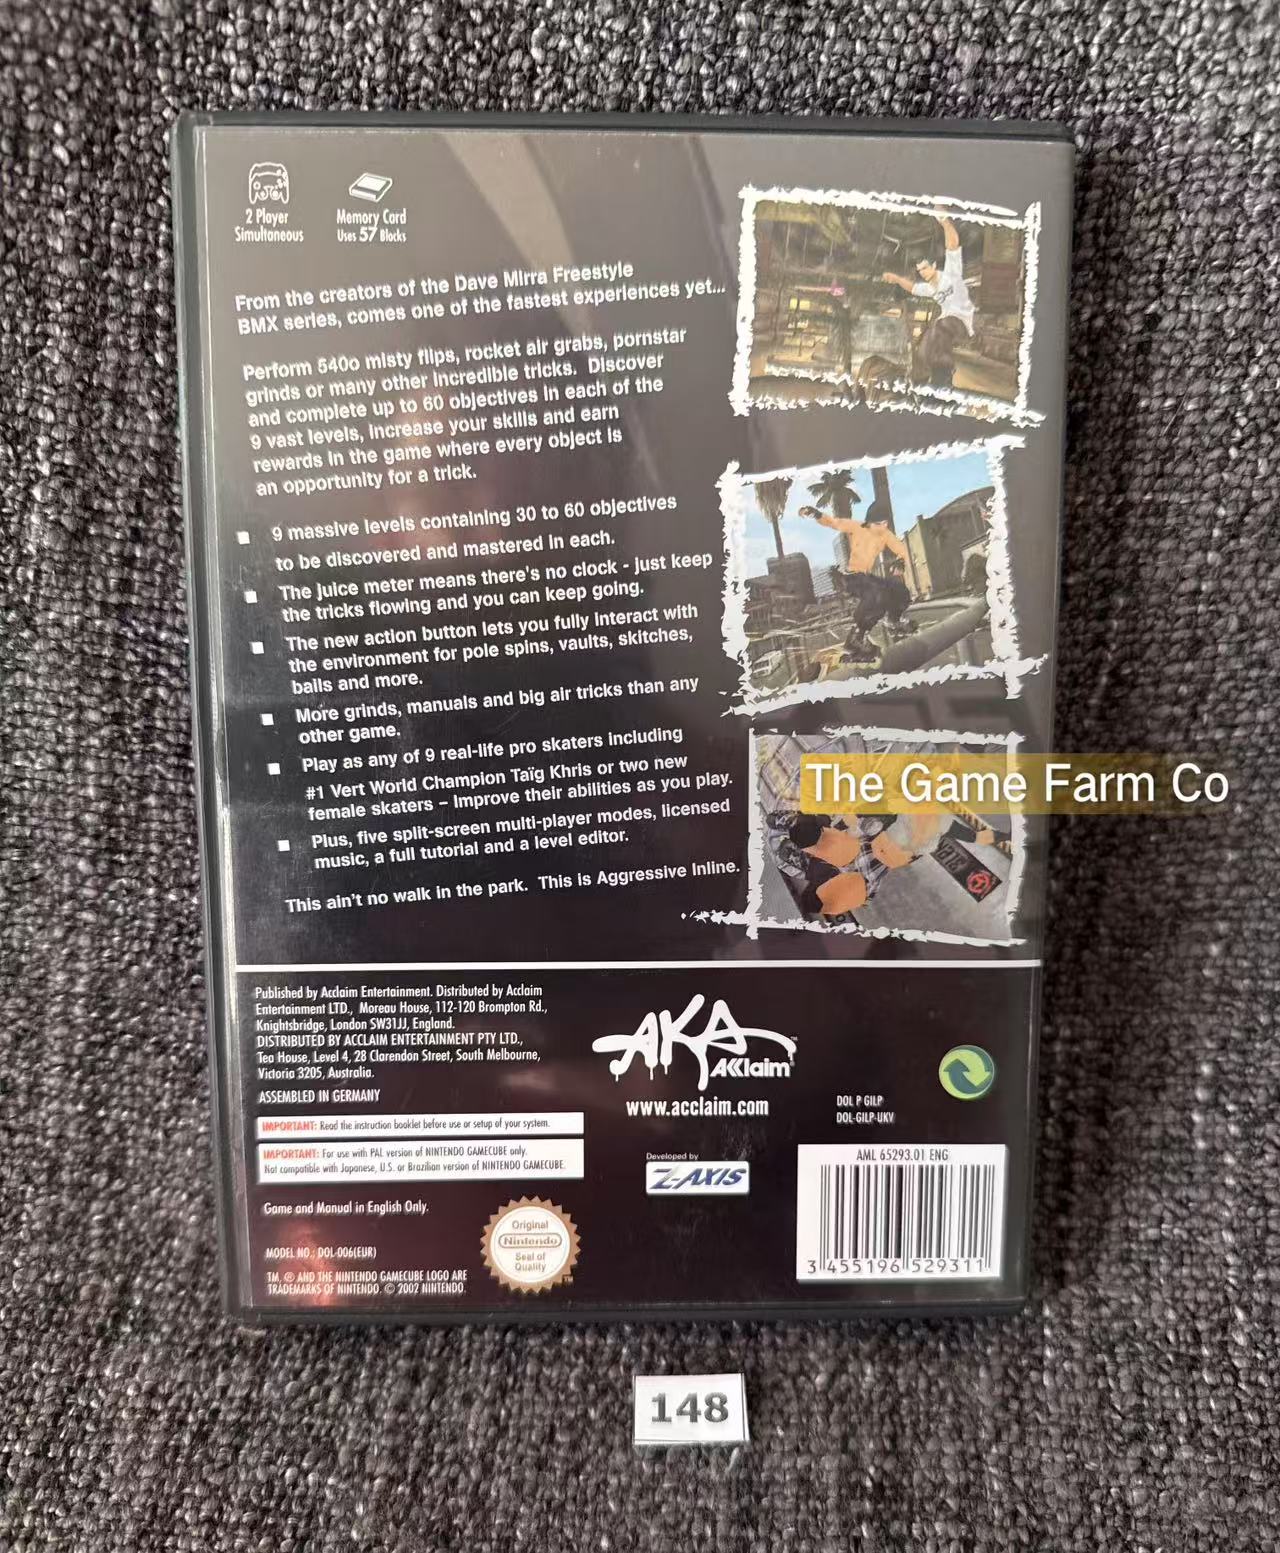 2 Player
Simultaneous
Memory Card
Uses 57 Blocks
From the creators of the Dave Mirra Freestyle
BMX series, comes one of the fastest experiences yet...
Perform 540o misty flips, rocket air grabs, pornstar
grinds or many other incredible tricks. Discover
and complete up to 60 objectives in each of the
9 vast levels, increase your skills and earn
rewards in the game where every object is
an opportunity for a trick.
9 massive levels containing 30 to 60 objectives
to be discovered and mastered in each.
The juice meter means there's no clock - just keep
the tricks flowing and you can keep going.
The new action button lets you fully interact with
the environment for pole spins, vaults, skitches,
bails and more.
More grinds, manuals and big air tricks than any
other game.
Play as any of 9 real-life pro skaters including
#1 Vert World Champion Taïg Khris or two new
female skaters – improve their abilities as you play.
Plus, five split-screen multi-player modes, licensed
music, a full tutorial and a level editor.
This ain't no walk in the park. This is Aggressive Inline.
The Game Farm Co
Published by Acclaim Entertainment. Distributed by Acclaim
Entertainment LTD., Moreau House, 112-120 Brompton Rd.,
Knightsbridge, London SW31JJ, England.
DISTRIBUTED BY ACCLAIM ENTERTAINMENT PTY LTD.,
Tea House, Level 4, 28 Clarendon Street, South Melbourne,
Victoria 3205, Australia.
ASSEMBLED IN GERMANY
IMPORTANT: Read the instruction booklet before use or setup of your system.
IMPORTANT: For use with PAL version of NINTENDO GAMECUBE only.
Not compatible with Japanese, U.S. or Brazilian version of NINTENDO GAMECUBE.
Game and Manual in English Only.
MODEL NO.: DOL-006(EUR)
TM, ® AND THE NINTENDO GAMECUBE LOGO ARE
TRADEMARKS OF NINTENDO. © 2002 NINTENDO.
Original
Nintendo
Seal of
Quality
TM
AKA
AKklaim
www.acclaim.com
Developed by
Z-AXIS
DOL P GILP
DOL-GILP-UKV
AML 65293.01 ENG
3 455196 529311
148